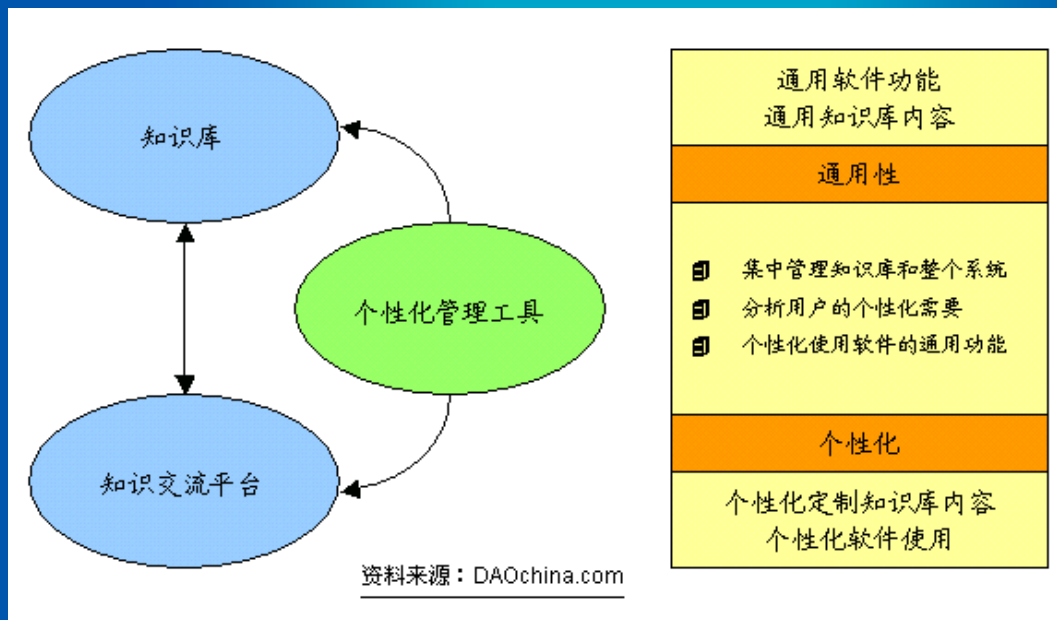 知识库
个性化管理工具
知识交流平台
资料来源：DAOchina.com
通用软件功能
通用知识库内容
通用性
集中管理知识库和整个系统
分析用户的个性化需要
个性化使用软件的通用功能
个性化
个性化定制知识库内容
个性化软件使用